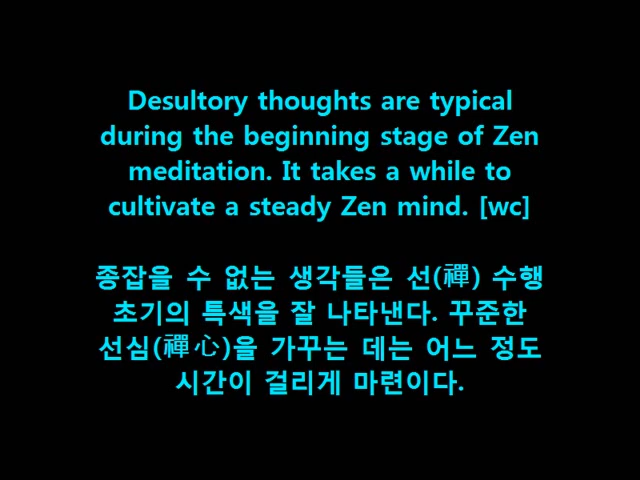 Desultory thoughts are typical
during the beginning stage of Zen
meditation. It takes a while to
cultivate a steady Zen mind. [wc]
종잡을 수 없는 생각들은 선(禪) 수행
초기의 특색을 잘 나타낸다. 꾸준한
선심(禪心)을 가꾸는 데는 어느 정도
시간이 걸리게 마련이다.